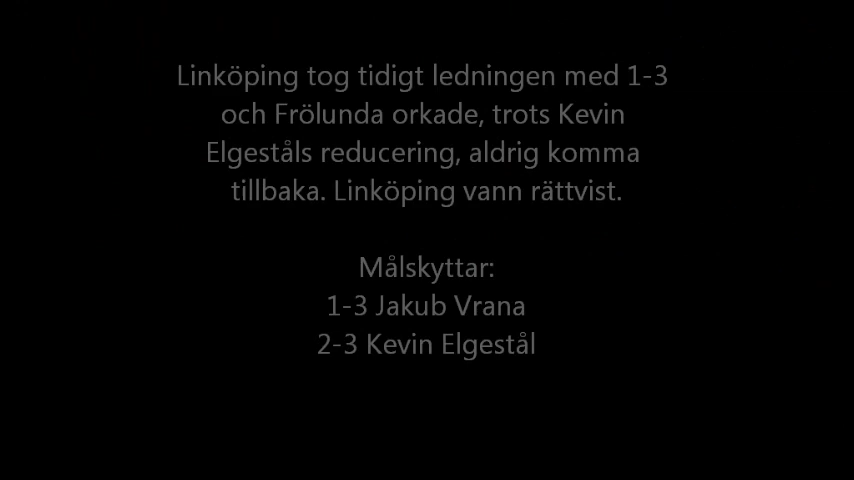 Linköping tog tidigt ledningen med 1-3
och Frölunda orkade, trots Kevin
Elgeståls reducering, aldrig komma
tillbaka. Linköping vann rättvist.
Målskyttar:
1-3 Jakub Vrana
2-3 Kevin Elgestål